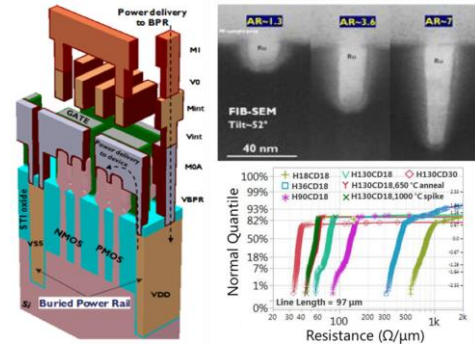 Power delivery to
BPR
M1
V0
Mint
Vint
M0A
VBPR
GATE
Power delivery
to device
STI oxide
VSS
NMOS
PMOS
VDD
Buried Power Rail
Si
AR~1.3
AR~3.6
AR~7
Ru
Ru
Ru
FIB-SEM
Tilt~52°
40 nm
H18CD18
H130CD18
H130CD30
H36CD18
H130CD18,650 °C anneal
H90CD18
H130CD18,1000 °C spike
Normal Quantile
100%
93%
82%
50%
18%
7%
1%
0%
Line Length = 97 µm
20
30
40
60
100
200
300
500
1k
2k
Resistance (Ω/µm)